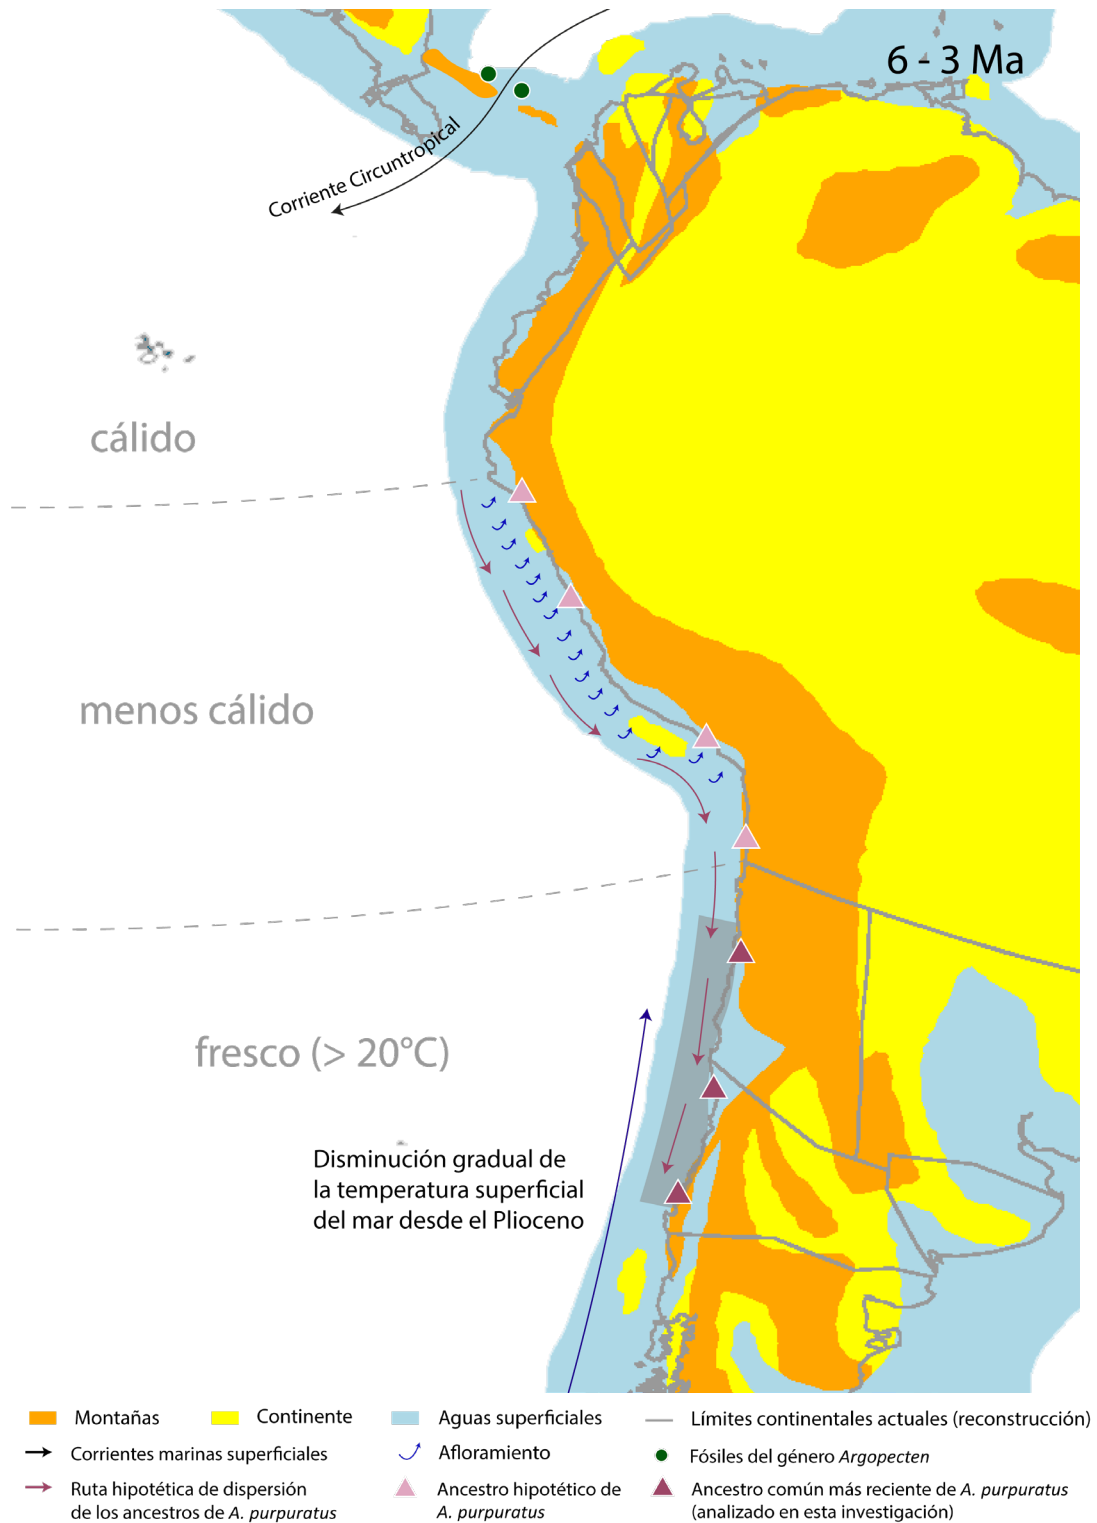 6 - 3 Ma
Corriente Circuntropical
cálido
menos cálido
fresco (> 20°C)
Disminución gradual de
la temperatura superficial
del mar desde el Plioceno
Montañas
Continente
Aguas superficiales
Límites continentales actuales (reconstrucción)
Corrientes marinas superficiales
Afloramiento
Fósiles del género Argopecten
Ruta hipotética de dispersión
de los ancestros de A. purpuratus
Ancestro hipotético de
A. purpuratus
Ancestro común más reciente de A. purpuratus
(analizado en esta investigación)